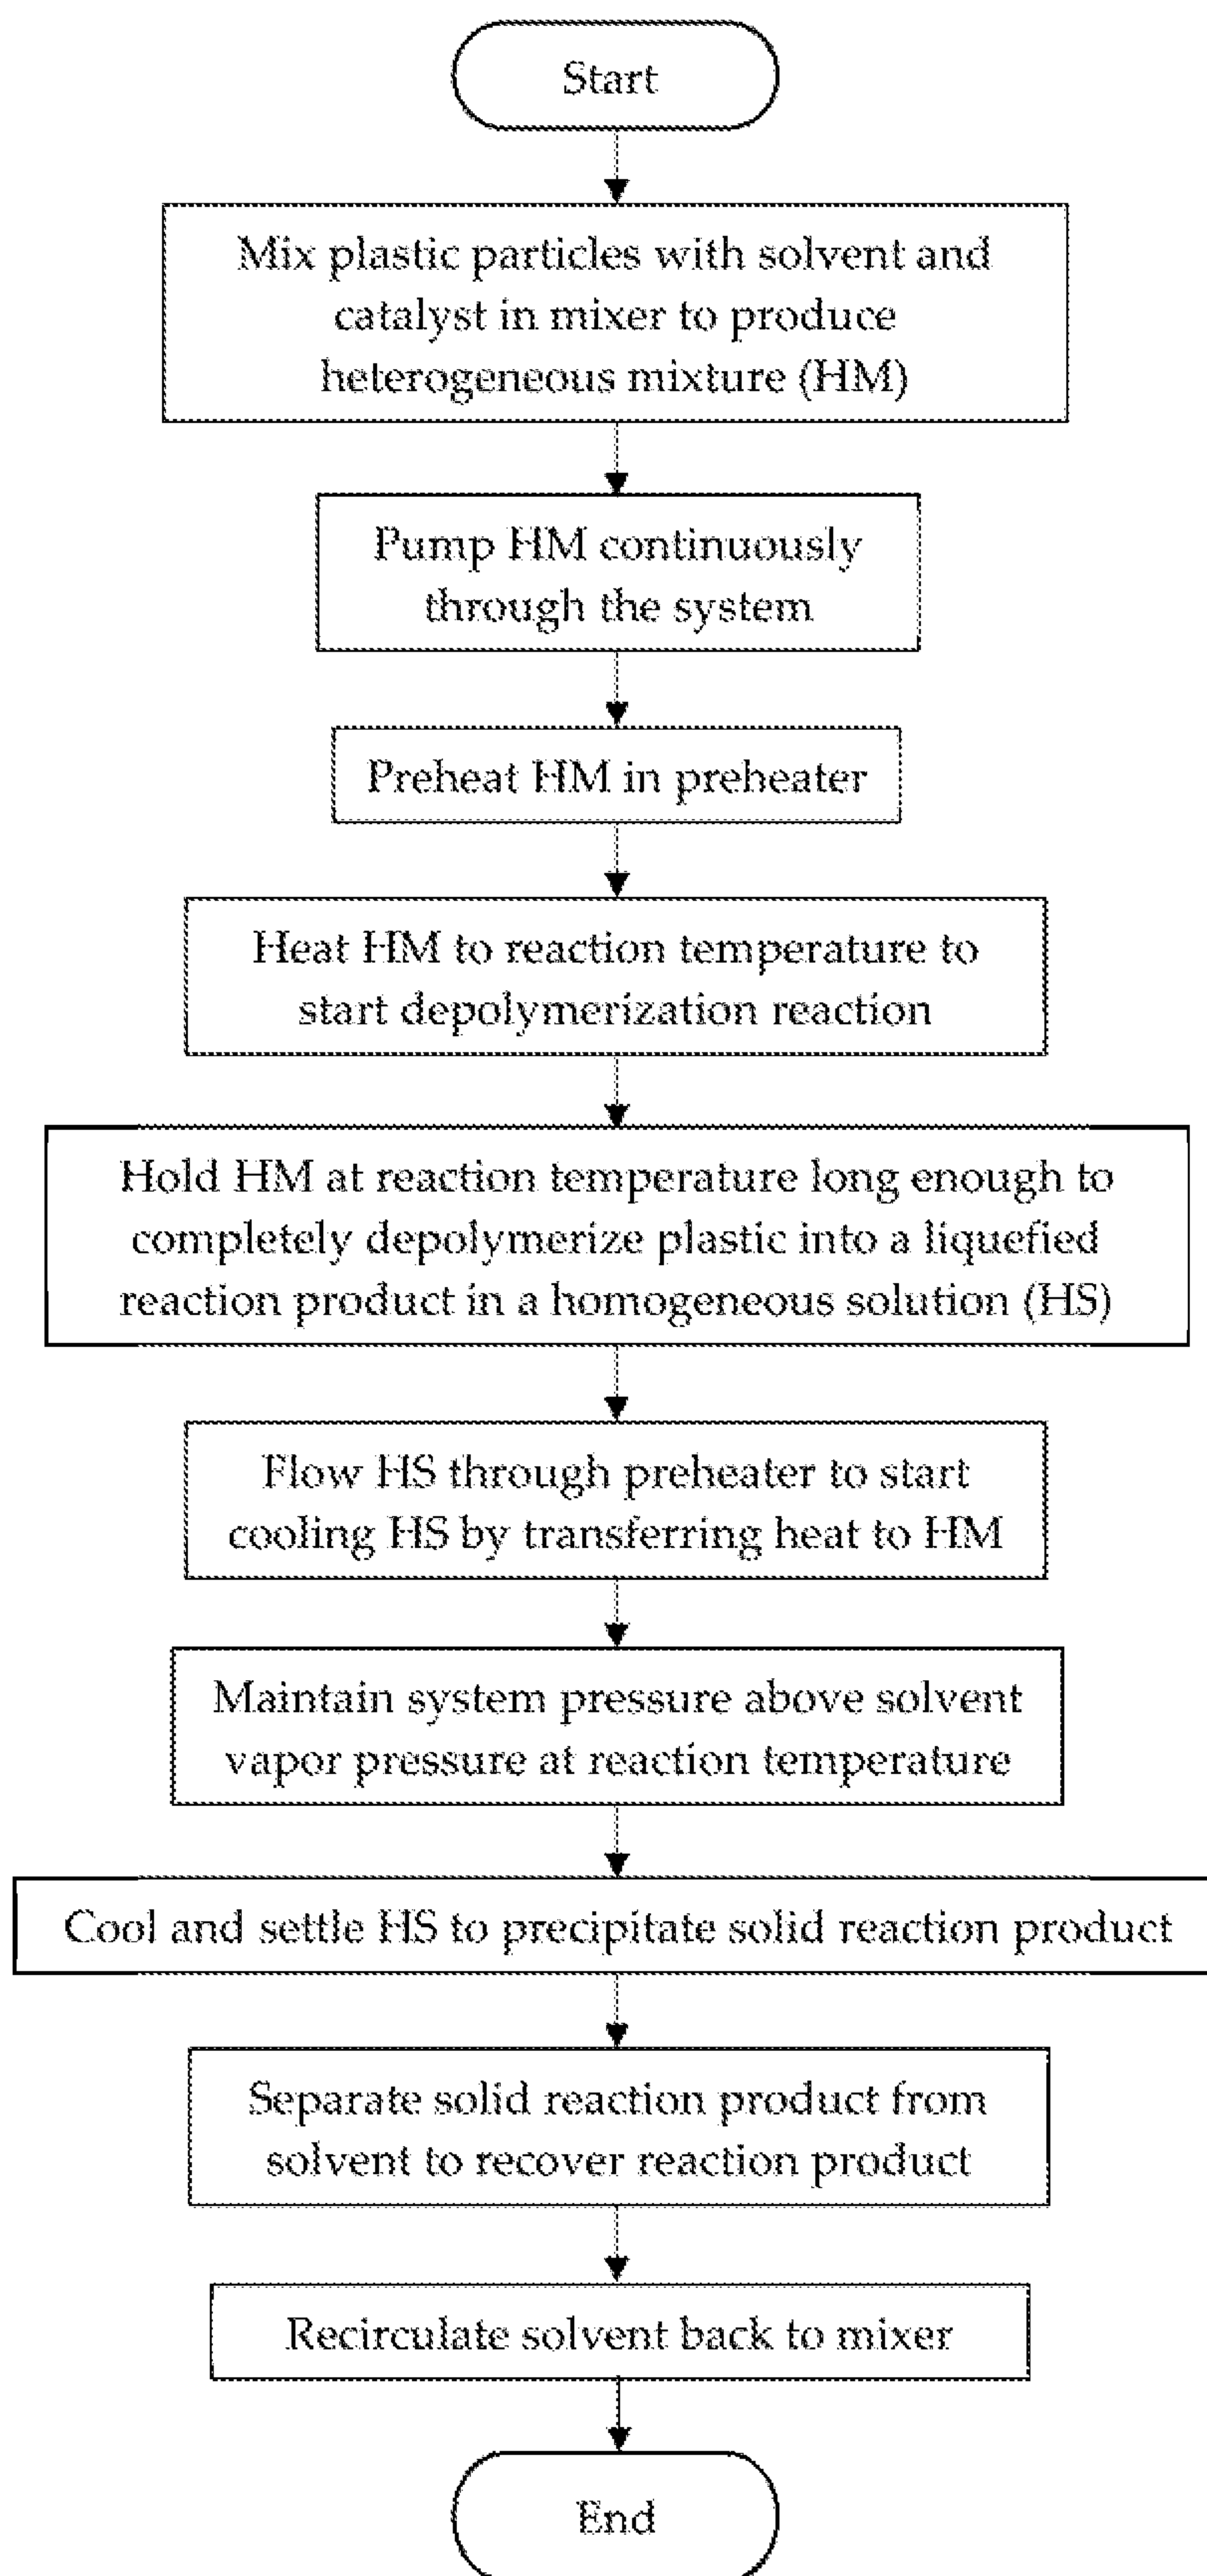 Start
Mix plastic particles with solvent and
catalyst in mixer to produce
heterogeneous mixture (HM)
Pump HM continuously
through the system
Preheat HM in preheater
Heat HM to reaction temperature to
start depolymerization reaction
Hold HM at reaction temperature long enough to
completely depolymerize plastic into a liquefied
reaction product in a homogeneous solution (HS)
Flow HS through preheater to start
cooling HS by transferring heat to HM
Maintain system pressure above solvent
vapor pressure at reaction temperature
Cool and settle HS to precipitate solid reaction product
Separate solid reaction product from
solvent to recover reaction product
Recirculate solvent back to mixer
End